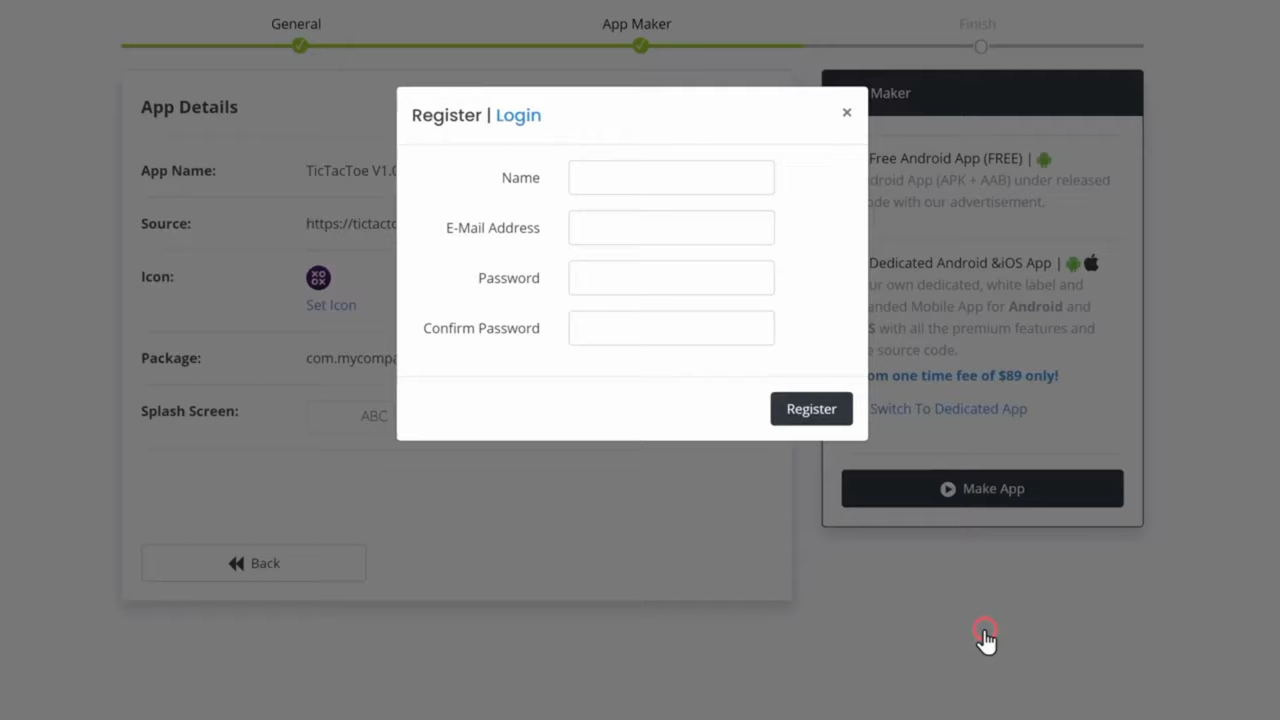 General
App Maker
Finish
App Details
App Name:
TicTacToe V1.0
Source:
https://tictacto
Icon:
XO
OX
Set Icon
Package:
com.mycompa
Splash Screen:
ABC
Back
Register | Login
×
Name
E-Mail Address
Password
Confirm Password
Register
Maker
Free Android App (FREE) |
droid App (APK + AAB) under released
ode with our advertisement.
Dedicated Android &iOS App |
ur own dedicated, white label and
anded Mobile App for Android and
S with all the premium features and
e source code.
om one time fee of $89 only!
Switch To Dedicated App
Make App